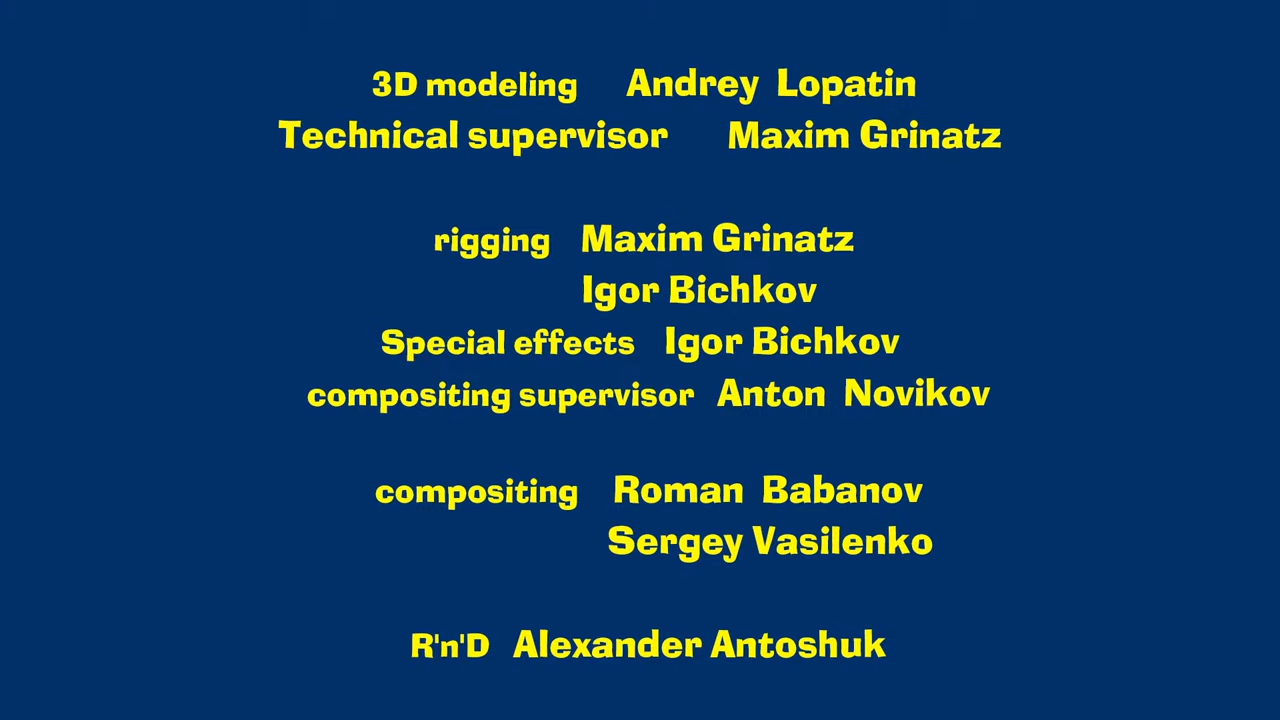 3D modeling Andrey Lopatin
Technical supervisor Maxim Grinatz
rigging Maxim Grinatz
Igor Bichkov
Special effects Igor Bichkov
compositing supervisor Anton Novikov
compositing Roman Babanov
Sergey Vasilenko
R'n'D Alexander Antoshuk